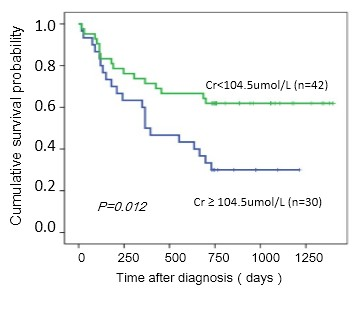 Cumulative survival probability
1.0
0.8
0.6
0.4
0.2
0.0
Cr<104.5umol/L (n=42)
Cr ≥ 104.5umol/L (n=30)
P=0.012
0 250 500 750 1000 1250
Time after diagnosis ( days )